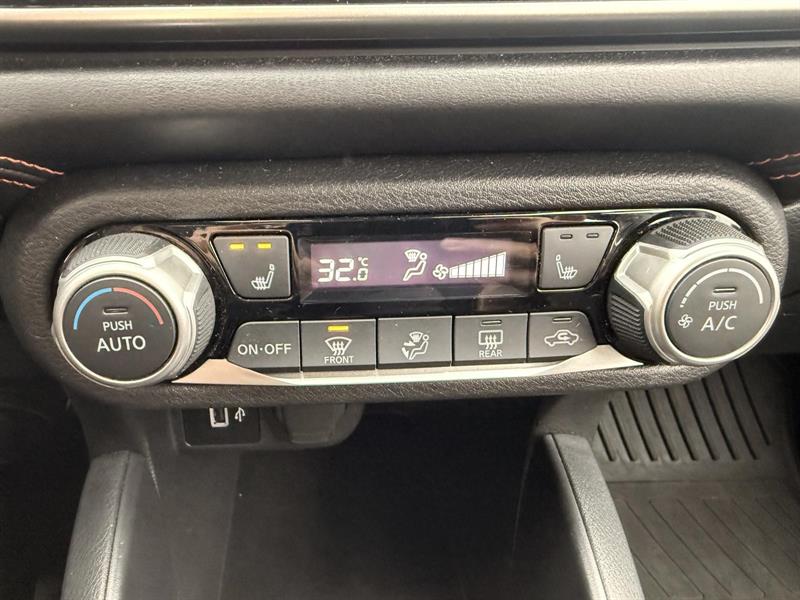 32.0 °C
PUSH
AUTO
ON·OFF
FRONT
REAR
PUSH
A/C